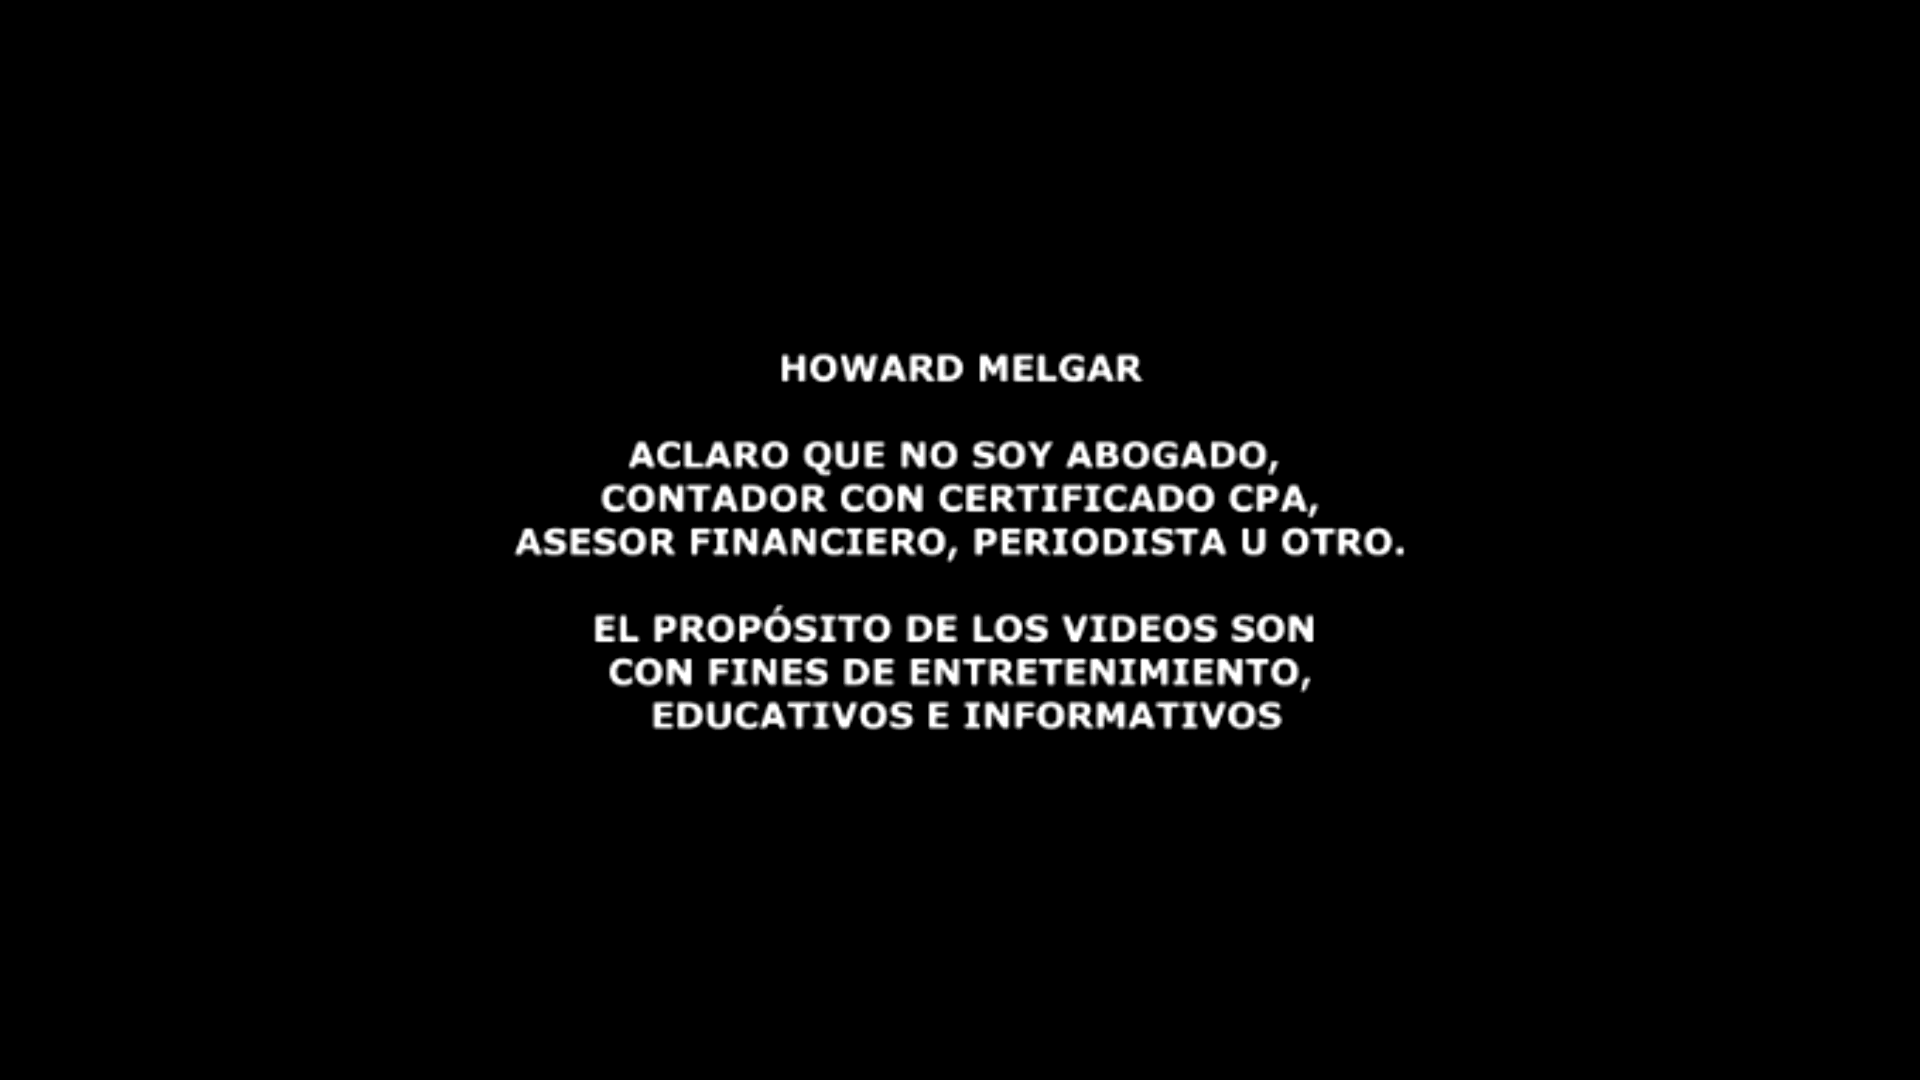 HOWARD MELGAR
ACLARO QUE NO SOY ABOGADO,
CONTADOR CON CERTIFICADO CPA,
ASESOR FINANCIERO, PERIODISTA U OTRO.
EL PROPÓSITO DE LOS VIDEOS SON
CON FINES DE ENTRETENIMIENTO,
EDUCATIVOS E INFORMATIVOS